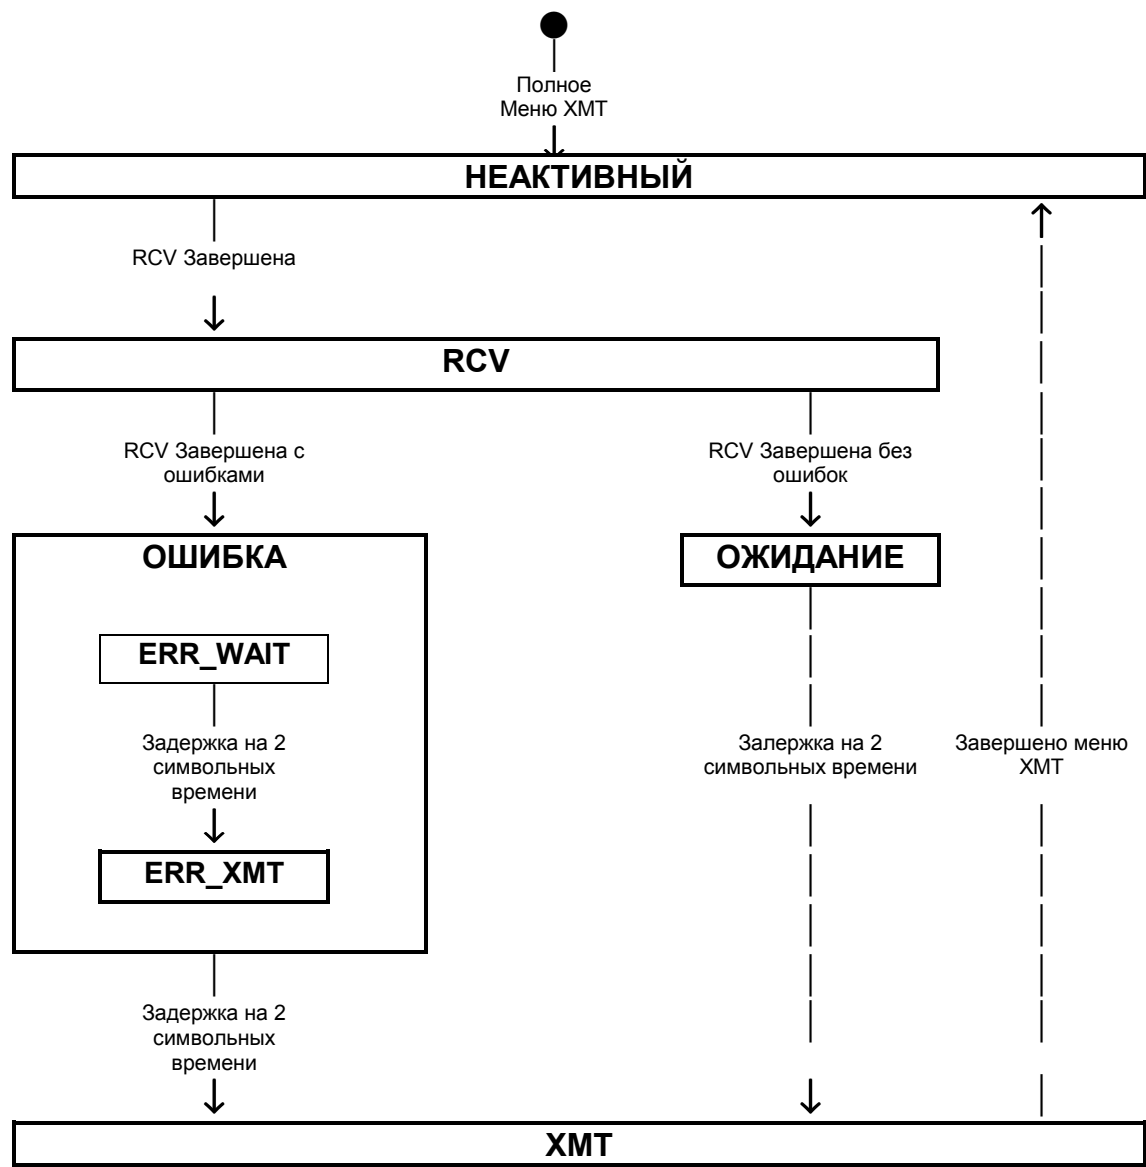 Полное
Меню XMT
НЕАКТИВНЫЙ
RCV Завершена
RCV
RCV Завершена с
ошибками
RCV Завершена без
ошибок
ОШИБКА
ОЖИДАНИЕ
ERR_WAIT
Задержка на 2
символьных
времени
Залержка на 2
символьных времени
Завершено меню
XMT
ERR_XMT
Задержка на 2
символьных
времени
XMT